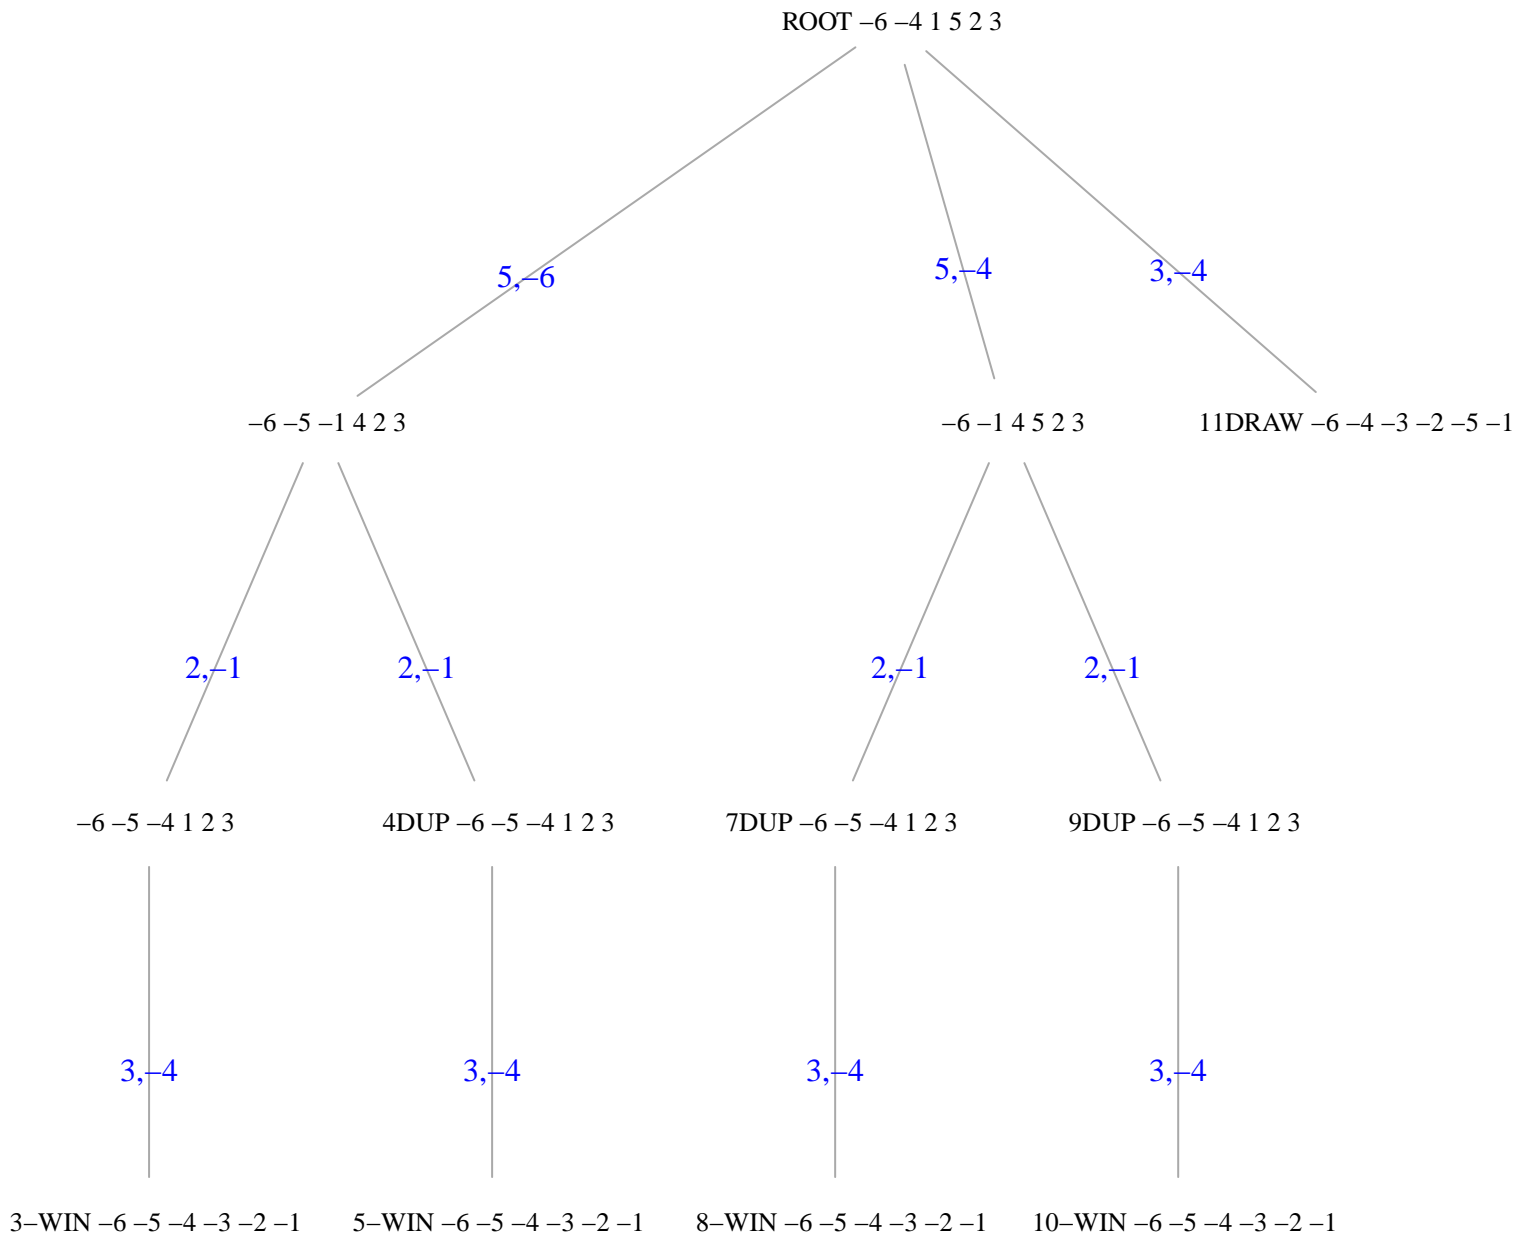 ROOT –6 –4 1 5 2 3
5,–6
5,–4
3,–4
–6 –5 –1 4 2 3
–6 –1 4 5 2 3
11DRAW –6 –4 –3 –2 –5 –1
2,–1
2,–1
2,–1
2,–1
–6 –5 –4 1 2 3
4DUP –6 –5 –4 1 2 3
7DUP –6 –5 –4 1 2 3
9DUP –6 –5 –4 1 2 3
3,–4
3,–4
3,–4
3,–4
3–WIN –6 –5 –4 –3 –2 –1
5–WIN –6 –5 –4 –3 –2 –1
8–WIN –6 –5 –4 –3 –2 –1
10–WIN –6 –5 –4 –3 –2 –1